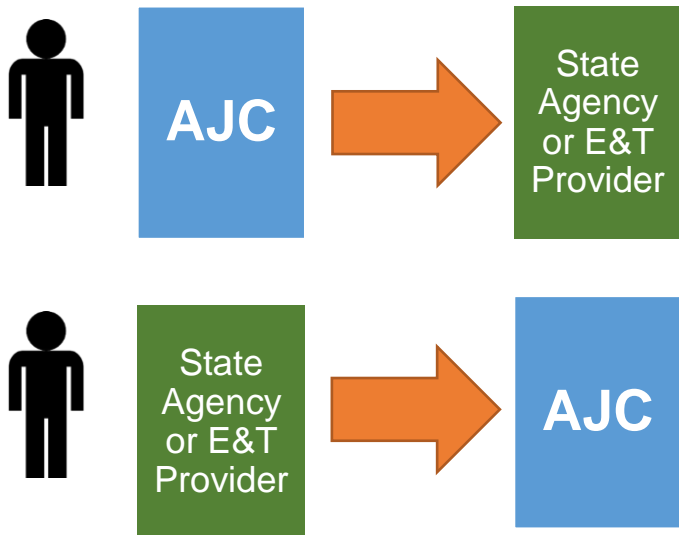 AJC
State
Agency
or E&T
Provider
State
Agency
or E&T
Provider
AJC